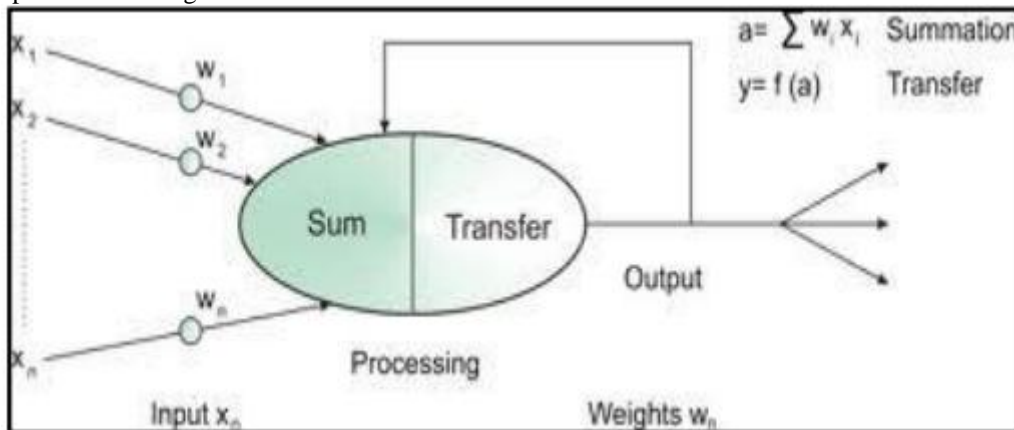 a= ∑ wᵢ xᵢ Summation
y= f (a) Transfer
x₁
w₁
x₂
w₂
Sum
Transfer
Output
wₙ
xₙ
Processing
Input xₙ
Weights wₙ